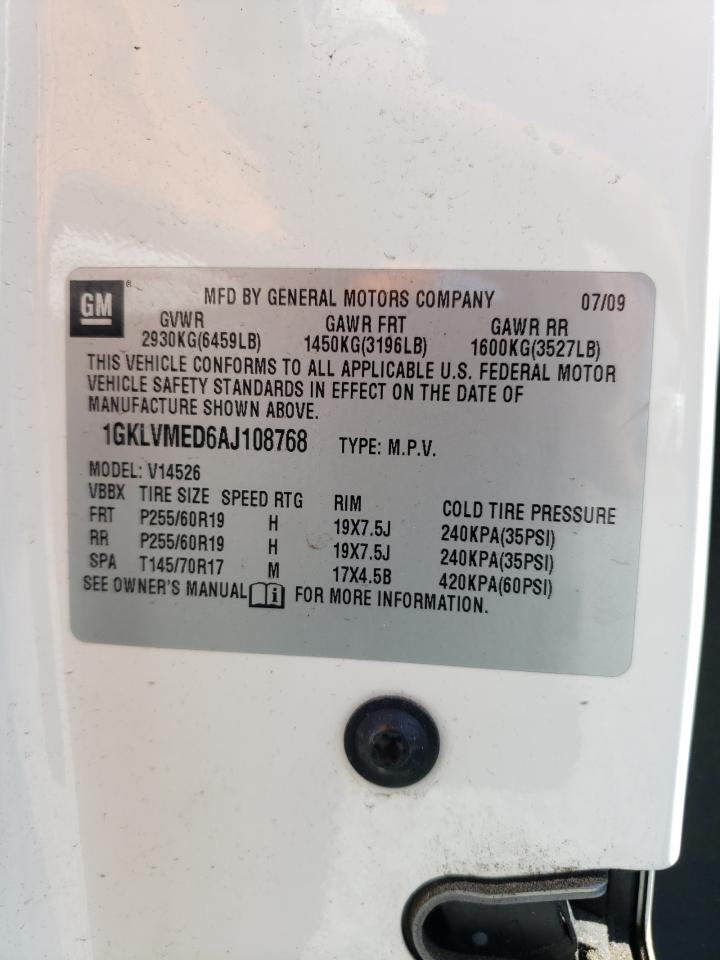 GM ® MFD BY GENERAL MOTORS COMPANY 07/09
GVWR GAWR FRT GAWR RR
2930KG(6459LB) 1450KG(3196LB) 1600KG(3527LB)
THIS VEHICLE CONFORMS TO ALL APPLICABLE U.S. FEDERAL MOTOR
VEHICLE SAFETY STANDARDS IN EFFECT ON THE DATE OF
MANUFACTURE SHOWN ABOVE.
1GKLVMED6AJ108768 TYPE: M.P.V.
MODEL: V14526
VBBX TIRE SIZE SPEED RTG RIM COLD TIRE PRESSURE
FRT P255/60R19 H 19X7.5J 240KPA(35PSI)
RR P255/60R19 H 19X7.5J 240KPA(35PSI)
SPA T145/70R17 M 17X4.5B 420KPA(60PSI)
SEE OWNER'S MANUAL i FOR MORE INFORMATION.